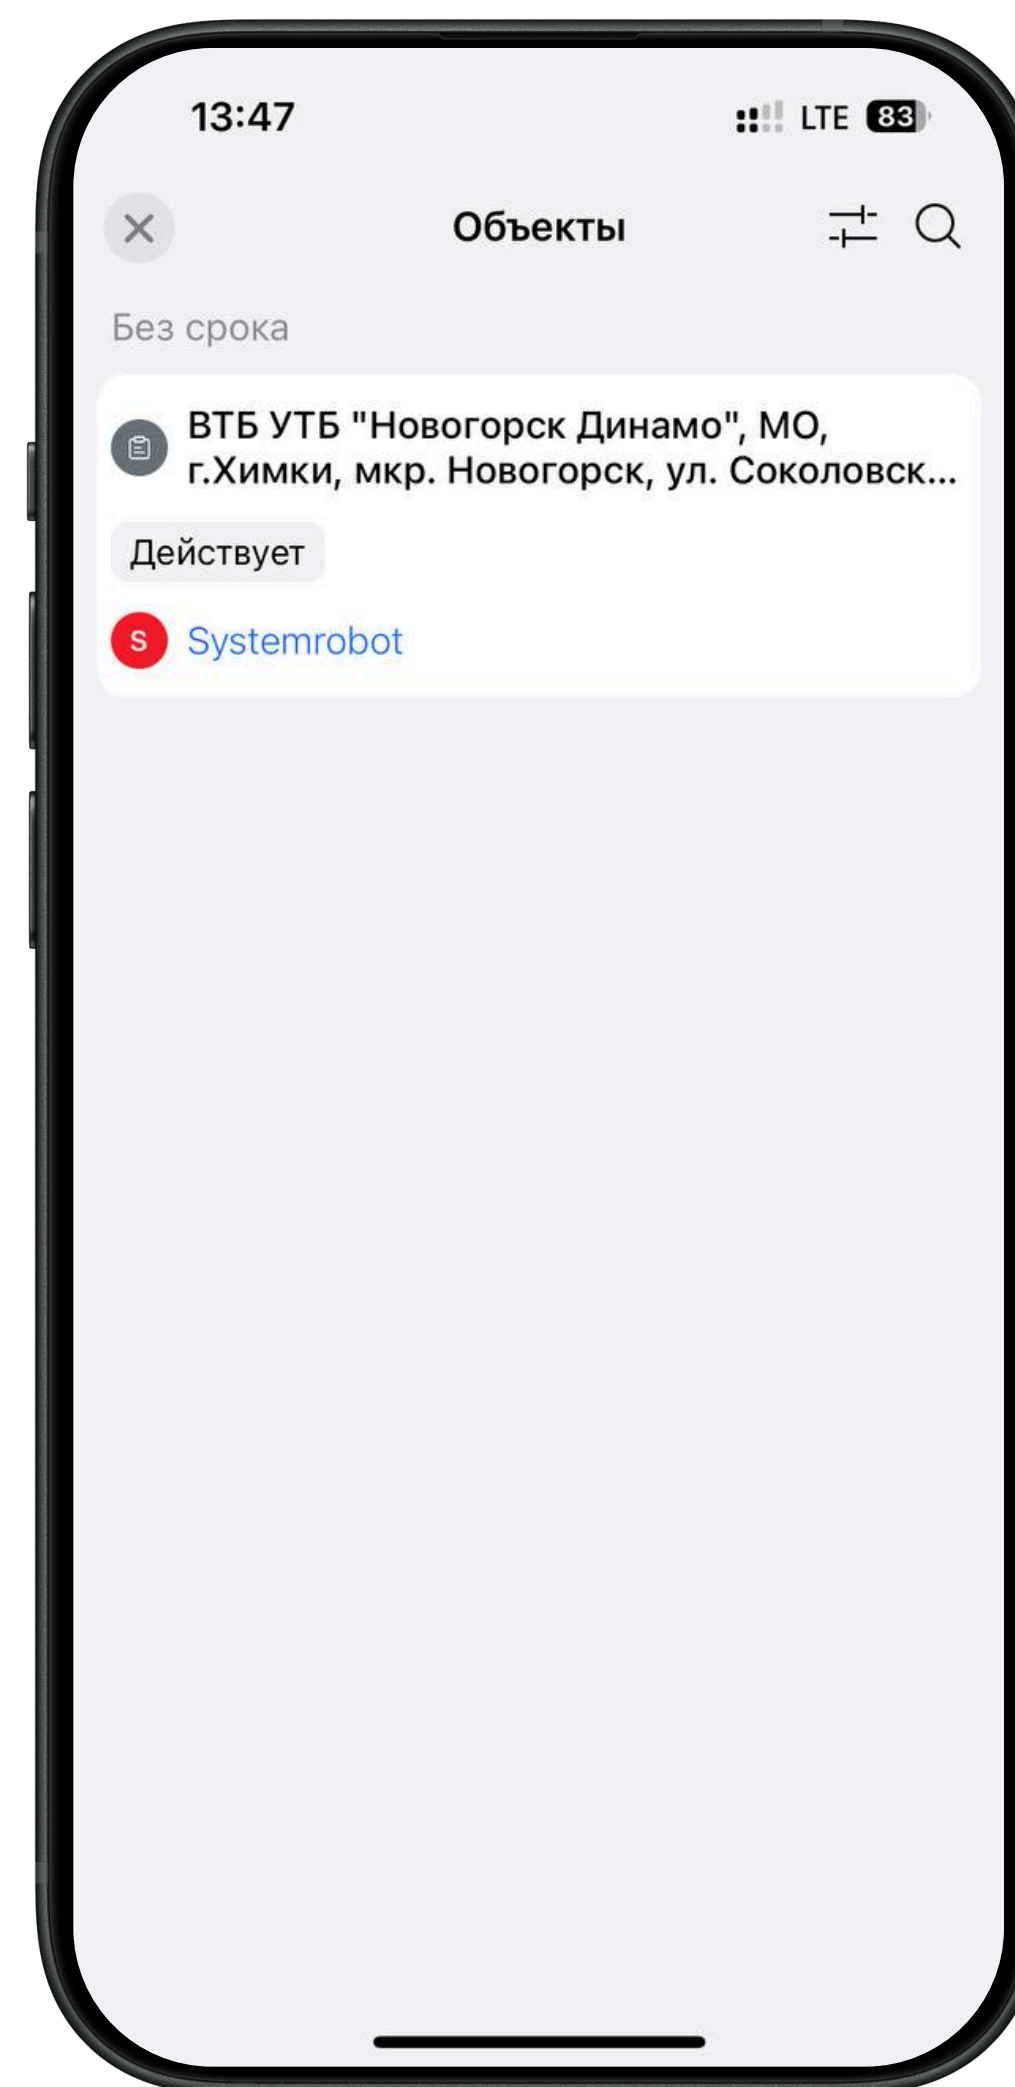 13:47
LTE 83
Объекты
Без срока
ВТБ УТБ "Новогорск Динамо", МО,
г.Химки, мкр. Новогорск, ул. Соколовск...
Действует
S Systemrobot